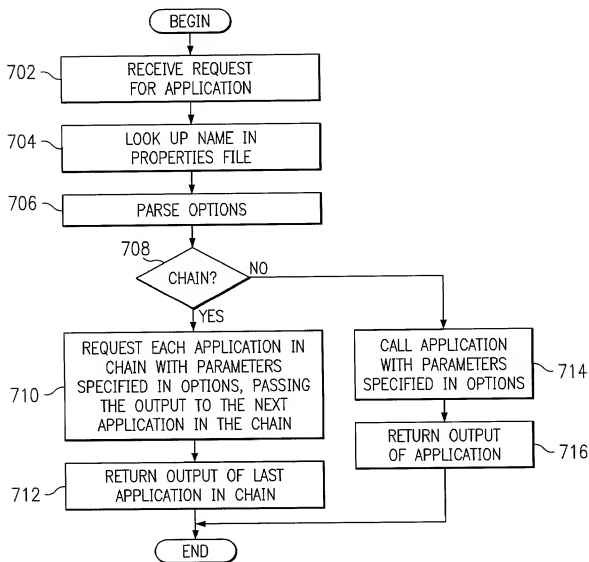 BEGIN
702
RECEIVE REQUEST
FOR APPLICATION
704
LOOK UP NAME IN
PROPERTIES FILE
706
PARSE OPTIONS
708
CHAIN?
NO
YES
710
REQUEST EACH APPLICATION IN
CHAIN WITH PARAMETERS
SPECIFIED IN OPTIONS, PASSING
THE OUTPUT TO THE NEXT
APPLICATION IN THE CHAIN
CALL APPLICATION
WITH PARAMETERS
SPECIFIED IN OPTIONS
714
712
RETURN OUTPUT OF LAST
APPLICATION IN CHAIN
RETURN OUTPUT
OF APPLICATION
716
END